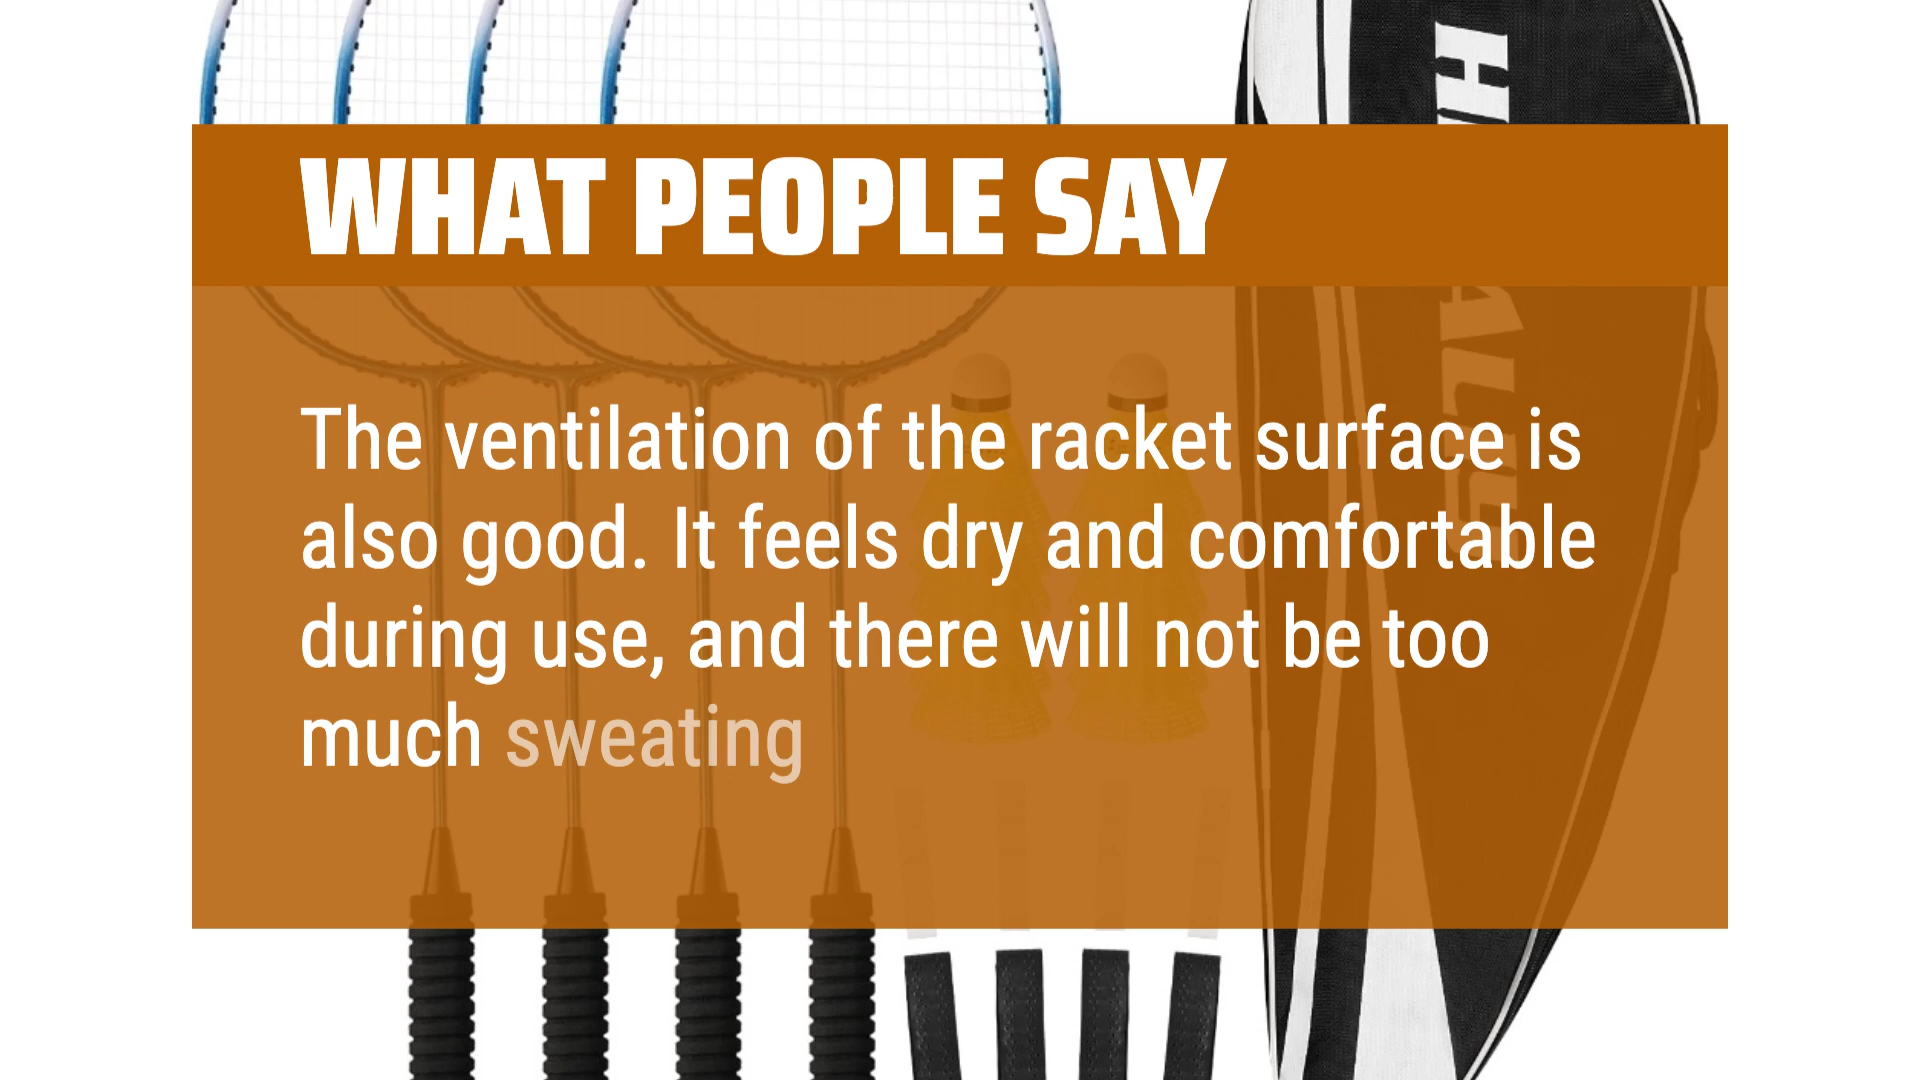 WHAT PEOPLE SAY
The ventilation of the racket surface is
also good. It feels dry and comfortable
during use, and there will not be too
much sweating